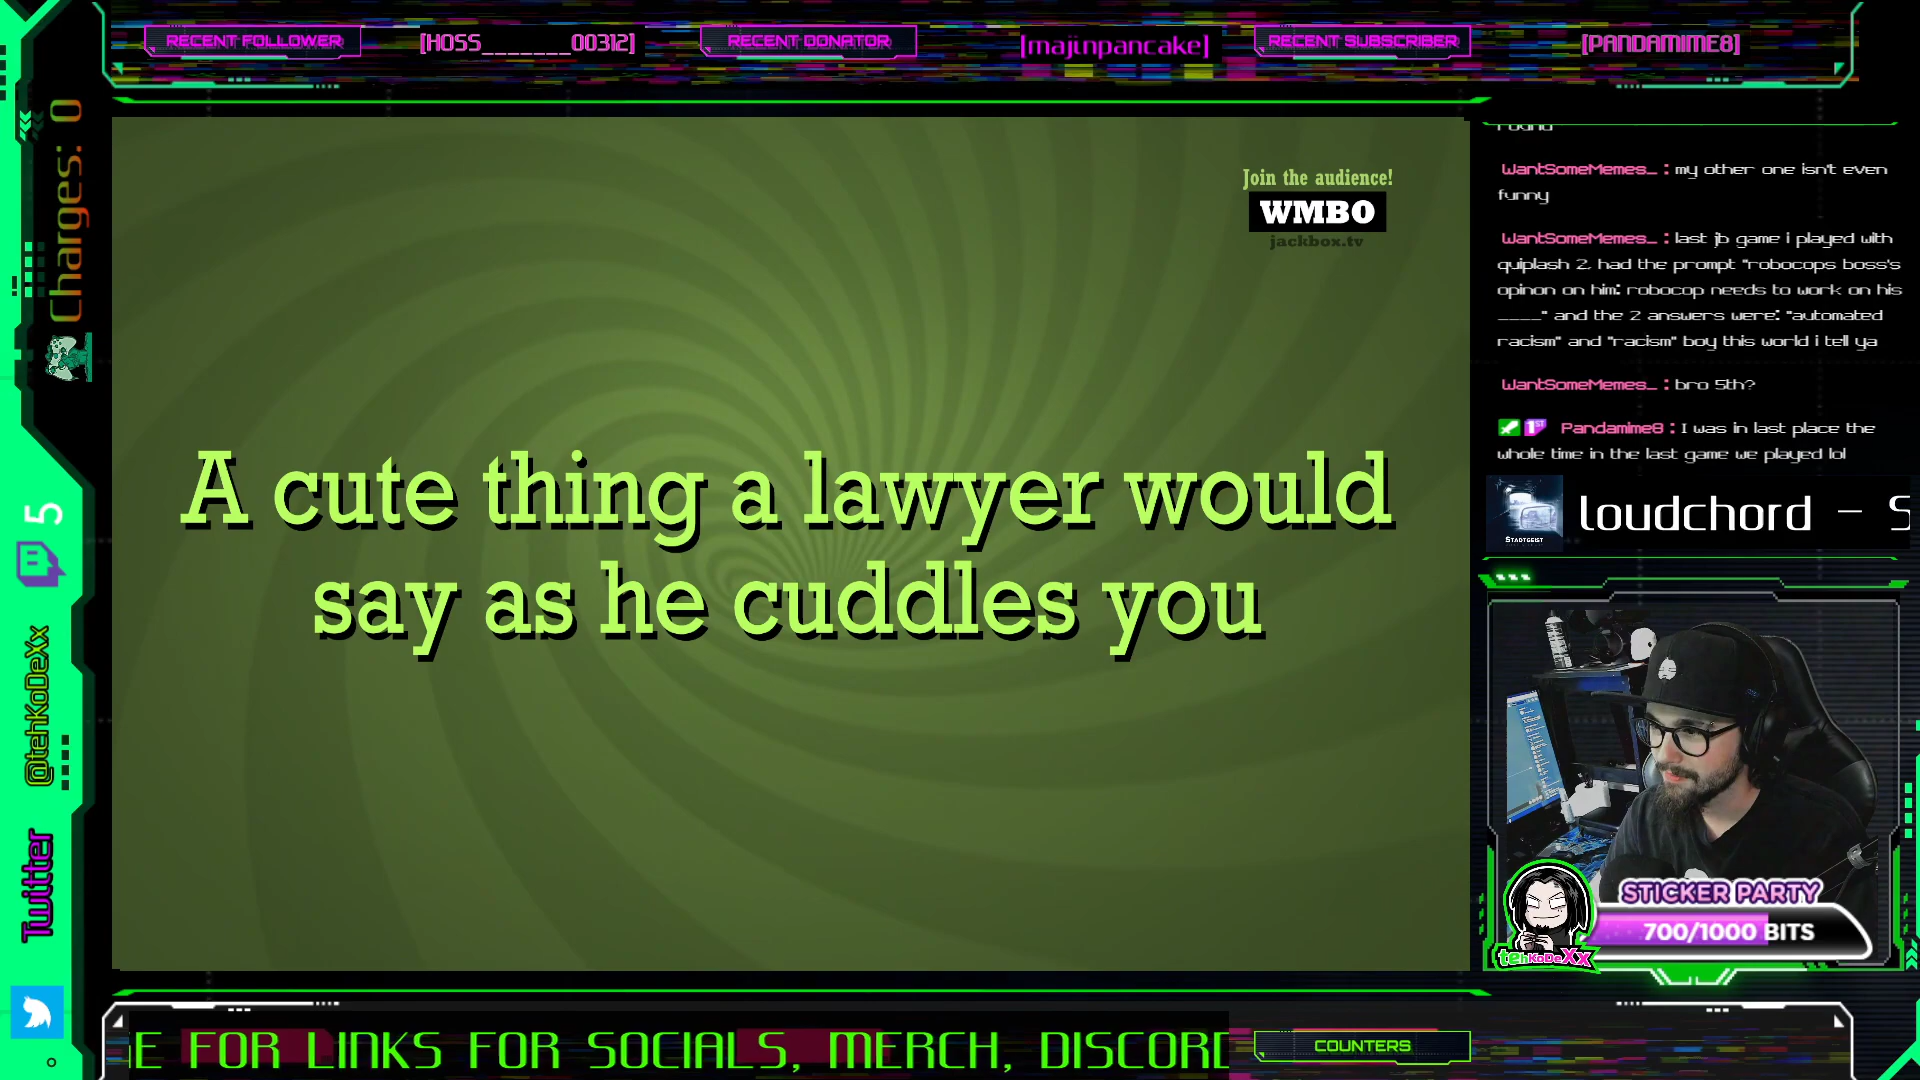 RECENT FOLLOWER
[HOSS_______00312]
RECENT DONATOR
[majinpancake]
RECENT SUBSCRIBER
[PANDAMIME8]
Charges: 0
5
@tehKoDeXx
Twitter
Join the audience!
WMBO
jackbox.tv
A cute thing a lawyer would
say as he cuddles you
round
WantSomeMemes_ : my other one isn't even
funny
WantSomeMemes_ : last jb game i played with
quiplash 2, had the prompt "robocops boss's
opinon on him: robocop needs to work on his
____" and the 2 answers were: "automated
racism" and "racism" boy this world i tell ya
WantSomeMemes_ : bro 5th?
1ST Pandamime8 : I was in last place the
whole time in the last game we played lol
STADTGEIST
loudchord - S
STICKER PARTY
700/1000 BITS
tehKoDeXx
E FOR LINKS FOR SOCIALS, MERCH, DISCORD
COUNTERS